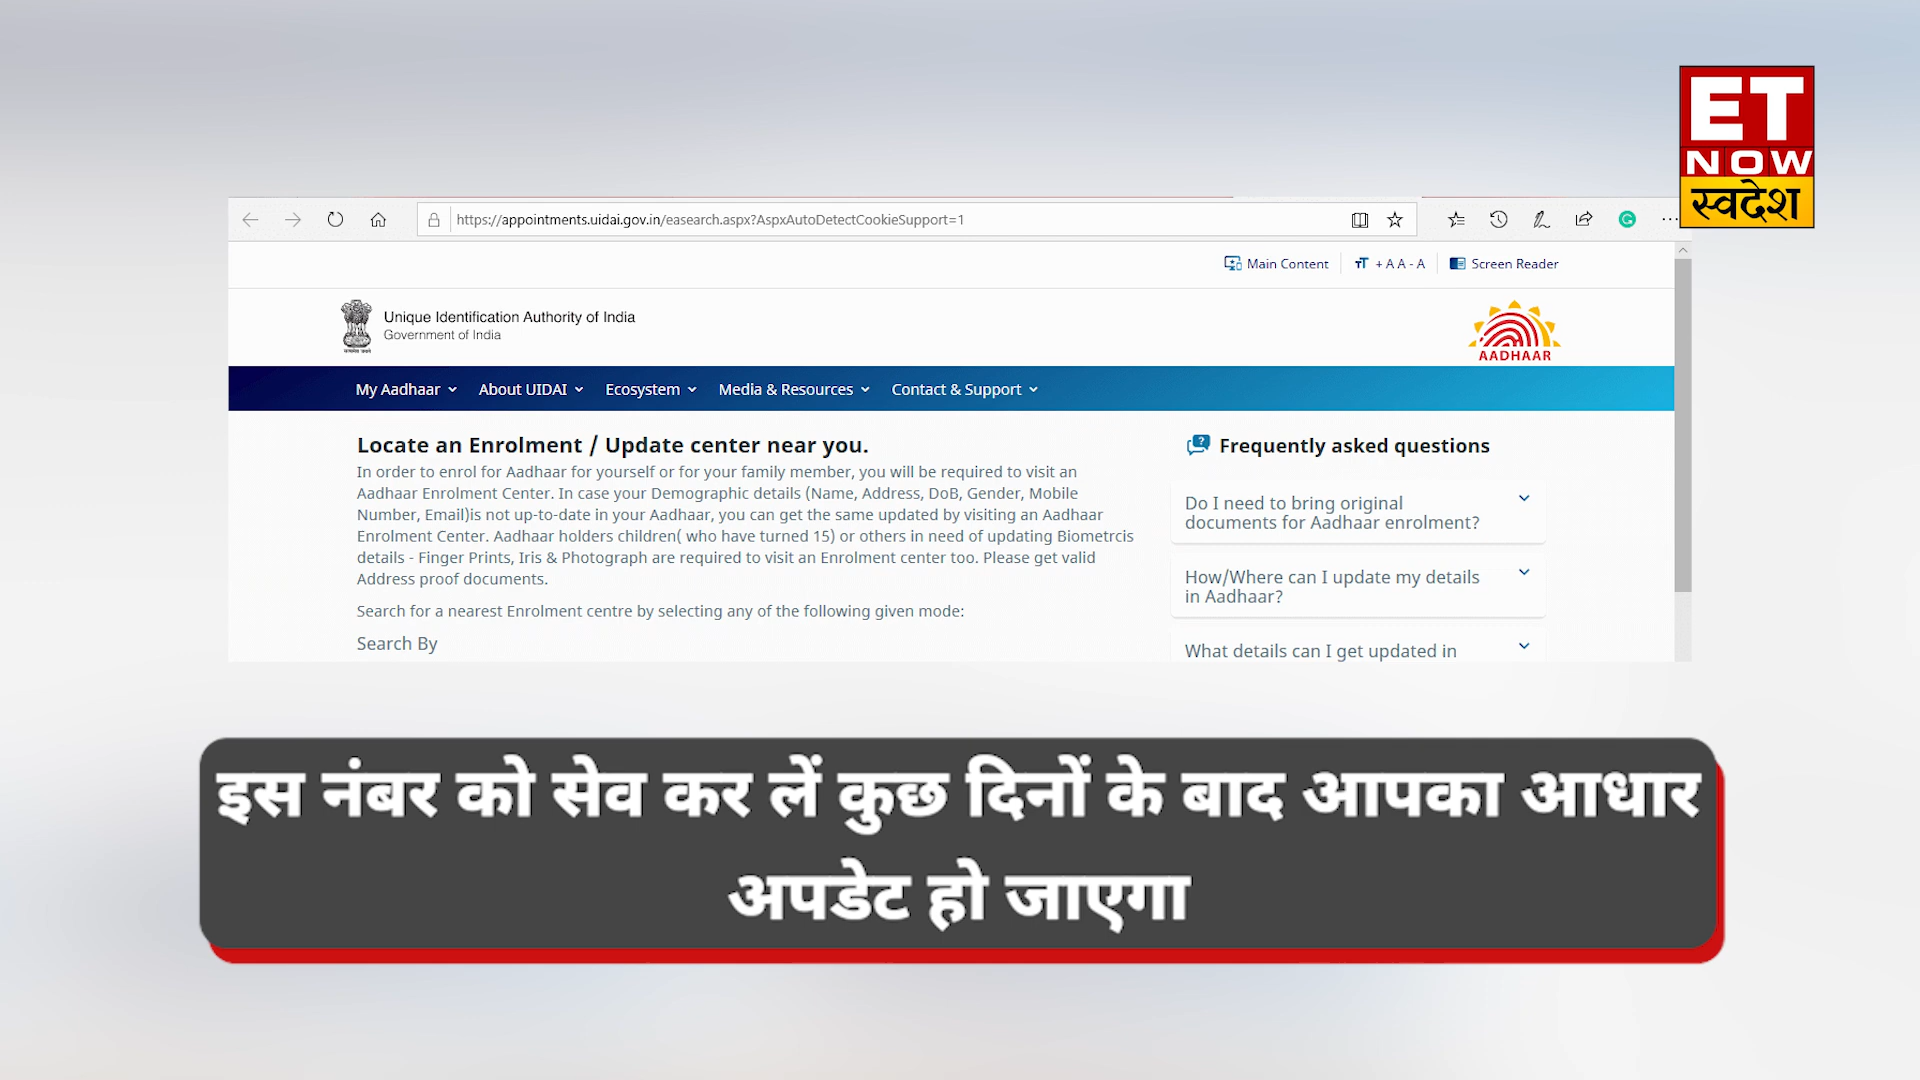 ET
NOW
स्वदेश
https://appointments.uidai.gov.in/easearch.aspx?AspxAutoDetectCookieSupport=1
Main Content
TT + A A - A
Screen Reader
Unique Identification Authority of India
Government of India
AADHAAR
My Aadhaar About UIDAI Ecosystem Media & Resources Contact & Support
Locate an Enrolment / Update center near you.
In order to enrol for Aadhaar for yourself or for your family member, you will be required to visit an
Aadhaar Enrolment Center. In case your Demographic details (Name, Address, DoB, Gender, Mobile
Number, Email)is not up-to-date in your Aadhaar, you can get the same updated by visiting an Aadhaar
Enrolment Center. Aadhaar holders children( who have turned 15) or others in need of updating Biometrcis
details - Finger Prints, Iris & Photograph are required to visit an Enrolment center too. Please get valid
Address proof documents.
Search for a nearest Enrolment centre by selecting any of the following given mode:
Search By
Frequently asked questions
Do I need to bring original
documents for Aadhaar enrolment?
How/Where can I update my details
in Aadhaar?
What details can I get updated in
इस नंबर को सेव कर लें कुछ दिनों के बाद आपका आधार
अपडेट हो जाएगा